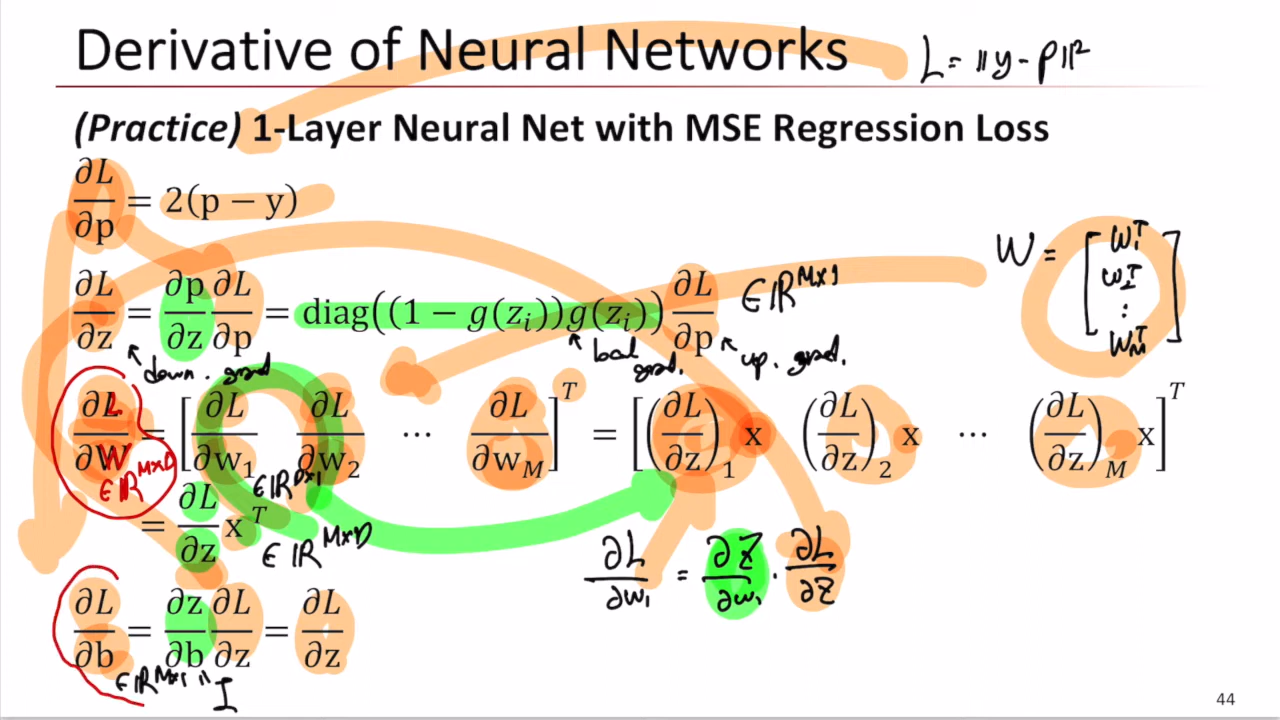 Derivative of Neural Networks
L = ‖y - p‖²
(Practice) 1-Layer Neural Net with MSE Regression Loss
∂L/∂p = 2(p − y)
W = [w₁ᵀ w₂ᵀ : w_Mᵀ]
∂L/∂z = ∂p/∂z ∂L/∂p = diag((1 − g(zᵢ))g(zᵢ)) ∂L/∂p ∈ ℝ^{M×1}
down. grad local grad. up. grad.
∂L/∂W = [∂L/∂w₁ ∂L/∂w₂ ⋯ ∂L/∂w_M]ᵀ = [(∂L/∂z)₁ x (∂L/∂z)₂ x ⋯ (∂L/∂z)_M x]ᵀ
∈ ℝ^{M×D} ∈ ℝ^{D×1}
= ∂L/∂z xᵀ ∈ ℝ^{M×D}
∂L/∂w₁ = ∂z/∂w₁ · ∂L/∂z
∂L/∂b = ∂z/∂b ∂L/∂z = ∂L/∂z
∈ ℝ^{M×1} = I
44